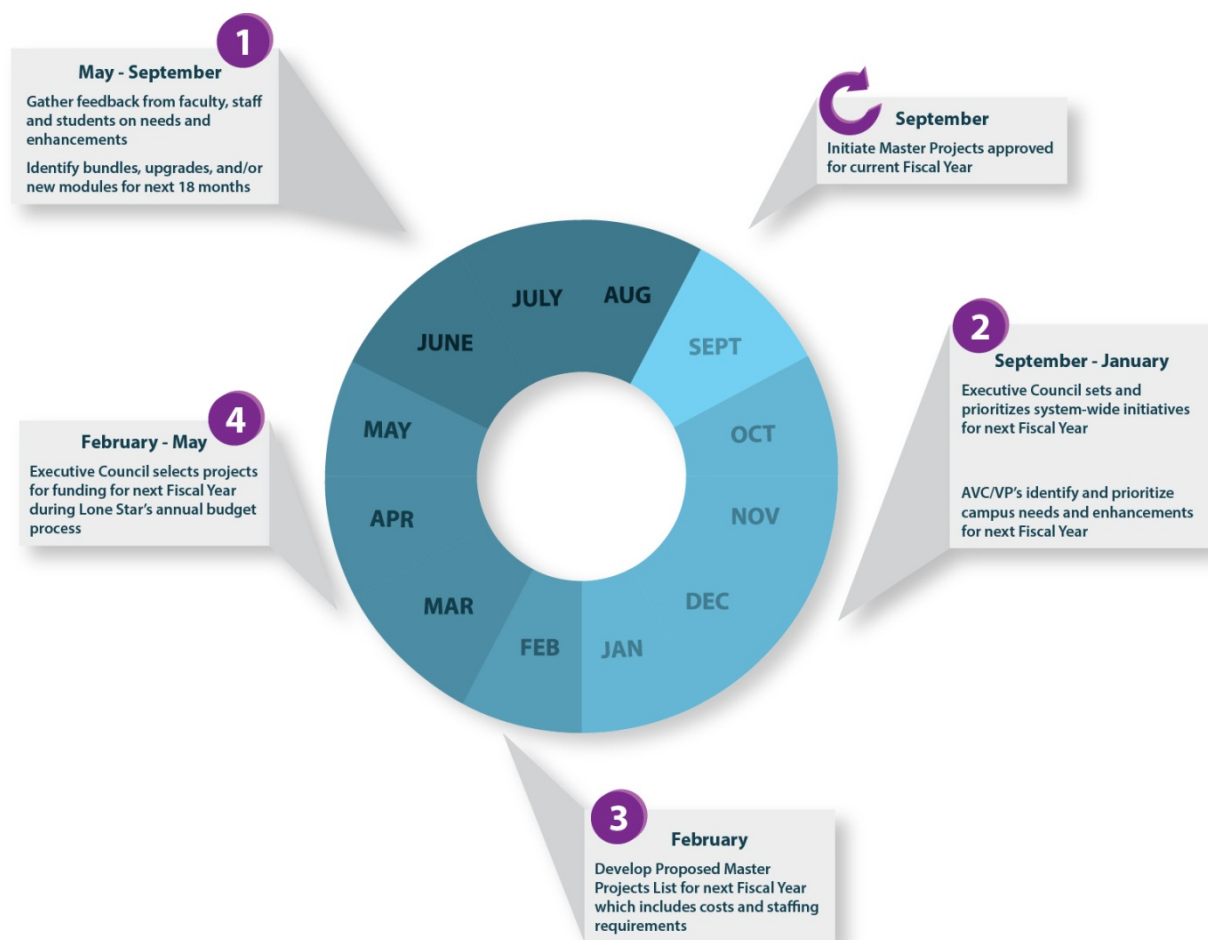 1
May - September
Gather feedback from faculty, staff
and students on needs and
enhancements
Identify bundles, upgrades, and/or
new modules for next 18 months
September
Initiate Master Projects approved
for current Fiscal Year
2
September - January
Executive Council sets and
prioritizes system-wide initiatives
for next Fiscal Year
AVC/VP's identify and prioritize
campus needs and enhancements
for next Fiscal Year
3
February
Develop Proposed Master
Projects List for next Fiscal Year
which includes costs and staffing
requirements
4
February - May
Executive Council selects projects
for funding for next Fiscal Year
during Lone Star's annual budget
process
JUNE
JULY
AUG
SEPT
OCT
NOV
DEC
JAN
FEB
MAR
APR
MAY